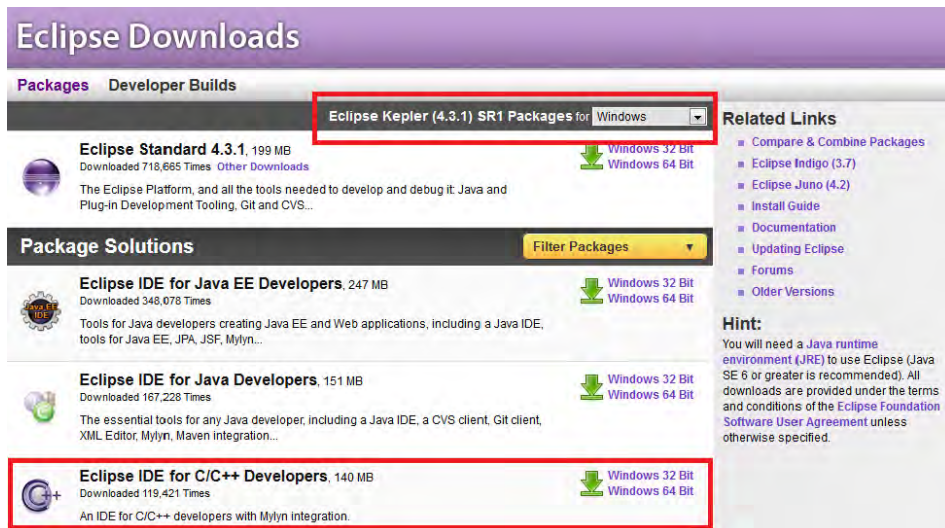 Eclipse Downloads
Packages Developer Builds
Eclipse Kepler (4.3.1) SR1 Packages for Windows
Eclipse Standard 4.3.1, 199 MB
Downloaded 718,665 Times Other Downloads
Windows 32 Bit
Windows 64 Bit
The Eclipse Platform, and all the tools needed to develop and debug it: Java and
Plug-in Development Tooling, Git and CVS...
Package Solutions
Filter Packages
Eclipse IDE for Java EE Developers, 247 MB
Downloaded 348,078 Times
Windows 32 Bit
Windows 64 Bit
Java EE
IDE
Tools for Java developers creating Java EE and Web applications, including a Java IDE,
tools for Java EE, JPA, JSF, Mylyn...
Eclipse IDE for Java Developers, 151 MB
Downloaded 167,228 Times
Windows 32 Bit
Windows 64 Bit
The essential tools for any Java developer, including a Java IDE, a CVS client, Git client,
XML Editor, Mylyn, Maven integration...
Eclipse IDE for C/C++ Developers, 140 MB
Downloaded 119,421 Times
Windows 32 Bit
Windows 64 Bit
C++
An IDE for C/C++ developers with Mylyn integration.
Related Links
Compare & Combine Packages
Eclipse Indigo (3.7)
Eclipse Juno (4.2)
Install Guide
Documentation
Updating Eclipse
Forums
Older Versions
Hint:
You will need a Java runtime
environment (JRE) to use Eclipse (Java
SE 6 or greater is recommended). All
downloads are provided under the terms
and conditions of the Eclipse Foundation
Software User Agreement unless
otherwise specified.